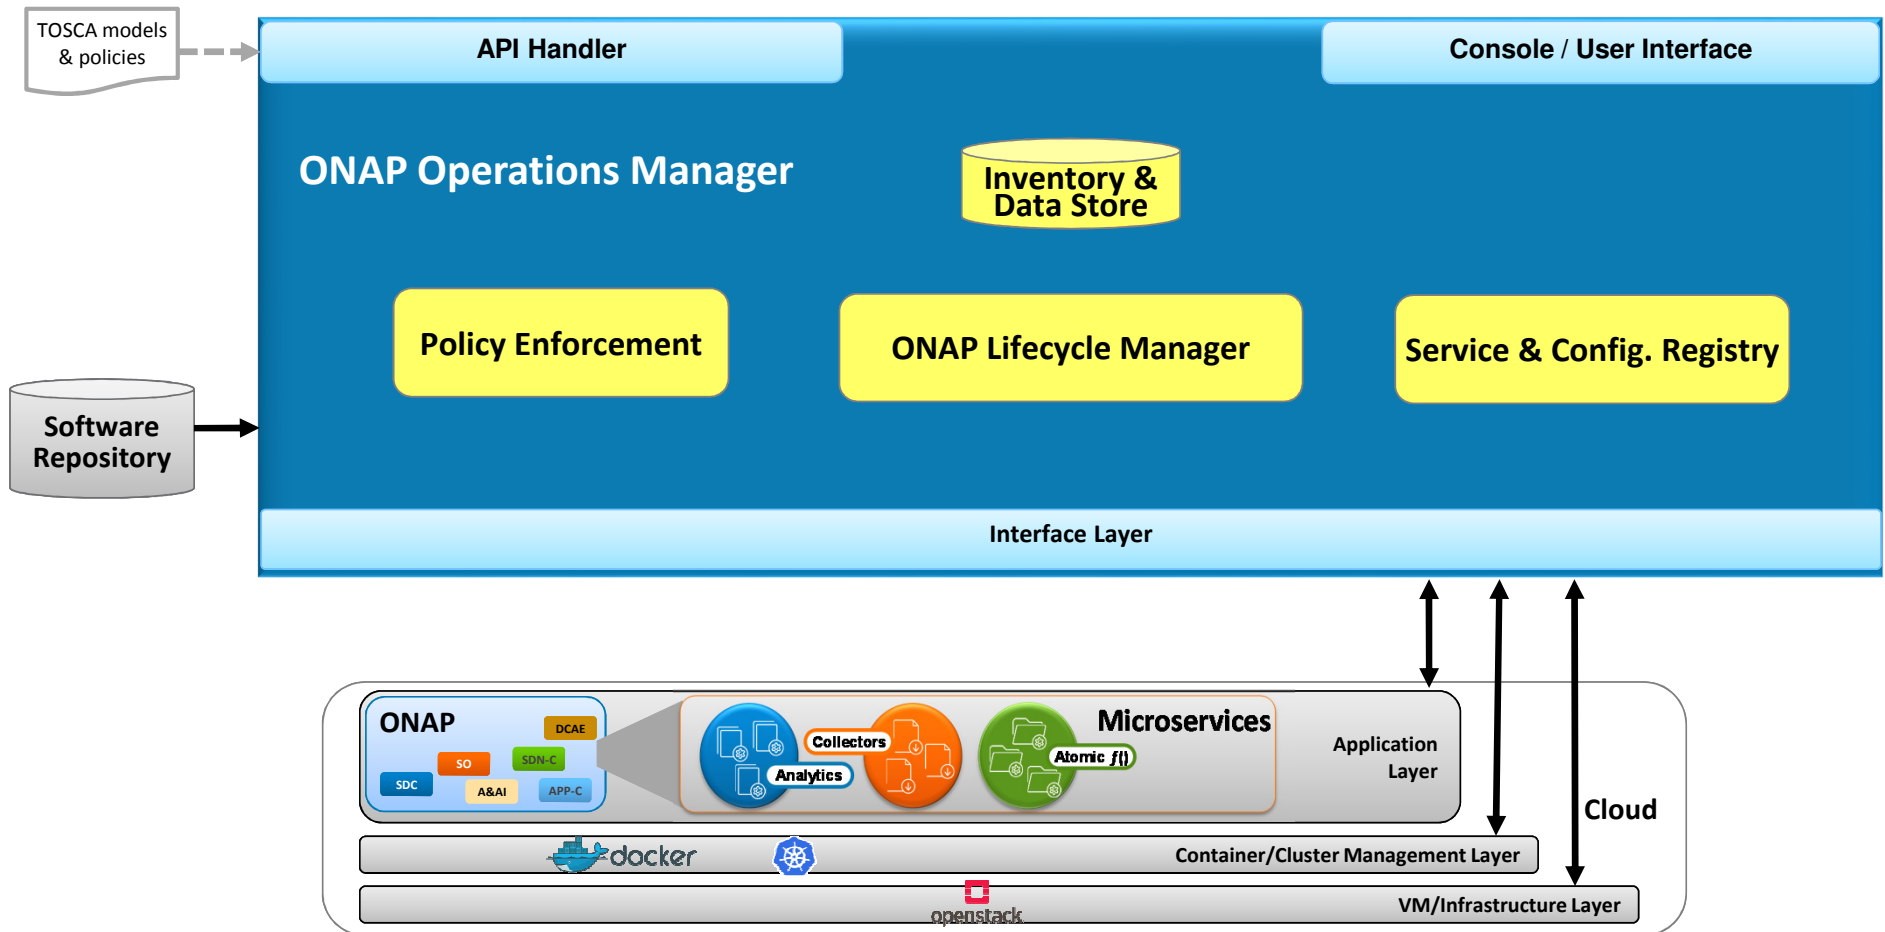 TOSCA models
& policies
API Handler
Console / User Interface
ONAP Operations Manager
Inventory &
Data Store
Policy Enforcement
ONAP Lifecycle Manager
Service & Config. Registry
Software
Repository
Interface Layer
ONAP
DCAE
SO
SDN-C
SDC
A&AI
APP-C
Microservices
Collectors
Analytics
Atomic ƒ()
Application
Layer
Cloud
docker
Container/Cluster Management Layer
openstack.
VM/Infrastructure Layer